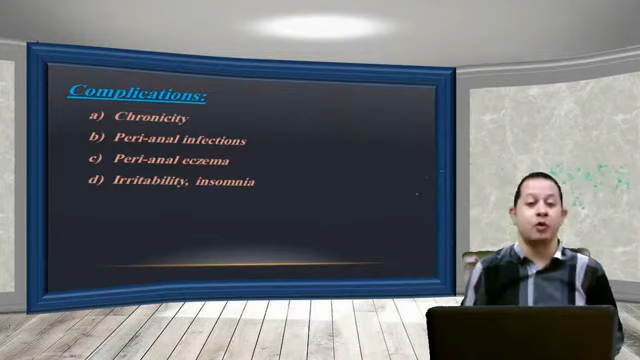 Complications:
a) Chronicity
b) Peri-anal infections
c) Peri-anal eczema
d) Irritability, insomnia